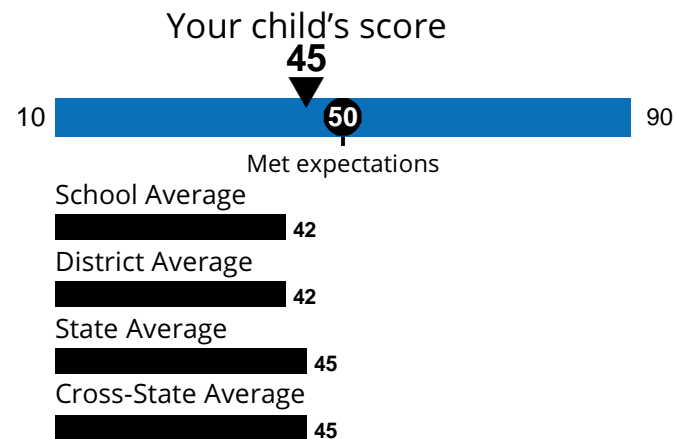 Your child’s score
45
10 50 90
Met expectations
School Average
42
District Average
42
State Average
45
Cross-State Average
45